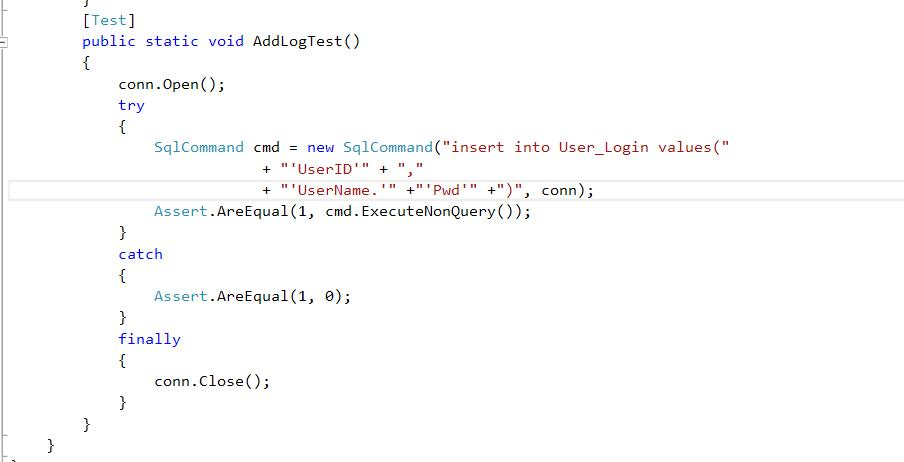 [Test]
public static void AddLogTest()
{
conn.Open();
try
{
SqlCommand cmd = new SqlCommand("insert into User_Login values("
+ "'UserID'" + ","
+ "'UserName.'" +"'Pwd'" +")", conn);
Assert.AreEqual(1, cmd.ExecuteNonQuery());
}
catch
{
Assert.AreEqual(1, 0);
}
finally
{
conn.Close();
}
}
}